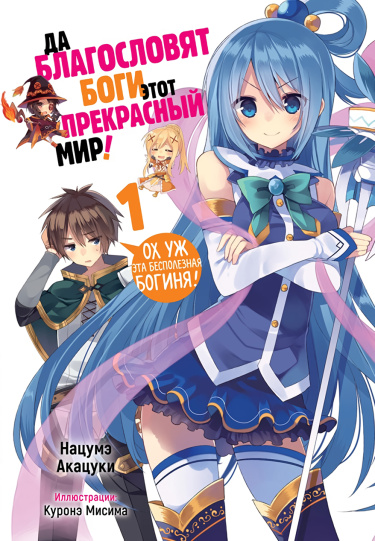 ДА
БЛАГОСЛОВЯТ
БОГИ ЭТОТ
ПРЕКРАСНЫЙ
МИР!
1
ОХ УЖ
ЭТА БЕСПОЛЕЗНАЯ
БОГИНЯ!
Нацумэ
Акацуки
Иллюстрации:
Куронэ Мисима